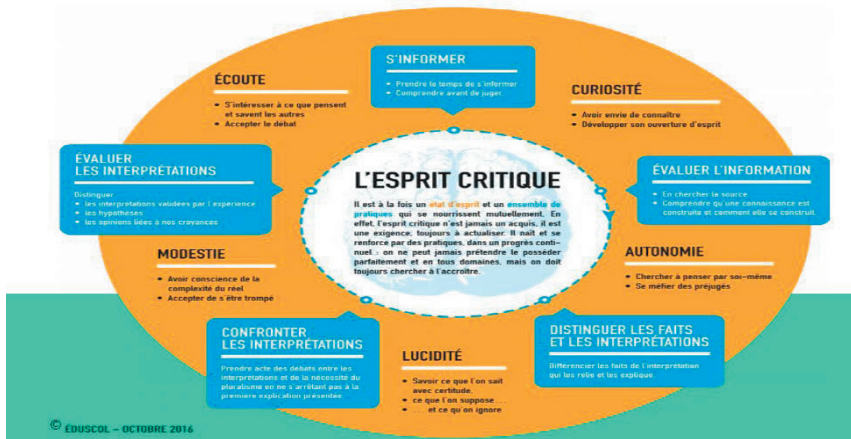 S'INFORMER
• Prendre le temps de s'informer
• Comprendre avant de juger
ÉCOUTE
• S'intéresser à ce que pensent
et savent les autres
• Accepter le débat
CURIOSITÉ
• Avoir envie de connaître
• Développer son ouverture d'esprit
ÉVALUER
LES INTERPRÉTATIONS
Distinguer
• les interprétations validées par l'expérience
• les hypothèses
• les opinions liées à nos croyances
L'ESPRIT CRITIQUE
Il est à la fois un état d'esprit et un ensemble de
pratiques qui se nourrissent mutuellement. En
effet, l'esprit critique n'est jamais un acquis, il est
une exigence, toujours à actualiser. Il naît et se
renforce par des pratiques, dans un progrès conti-
nuel : on ne peut jamais prétendre le posséder
parfaitement et en tous domaines, mais on doit
toujours chercher à l'accroître.
ÉVALUER L'INFORMATION
• En chercher la source
• Comprendre qu'une connaissance est
construite et comment elle se construit
MODESTIE
• Avoir conscience de la
complexité du réel
• Accepter de s'être trompé
AUTONOMIE
• Chercher à penser par soi-même
• Se méfier des préjugés
CONFRONTER
LES INTERPRÉTATIONS
Prendre acte des débats entre les
interprétations et de la nécessité du
pluralisme en ne s'arrêtant pas à la
première explication présentée.
LUCIDITÉ
• Savoir ce que l'on sait
avec certitude,
• ce que l'on suppose...
• ... et ce qu'on ignore
DISTINGUER LES FAITS
ET LES INTERPRÉTATIONS
Différencier les faits de l'interprétation
qui les relie et les explique.
© ÉDUSCOL – OCTOBRE 2016